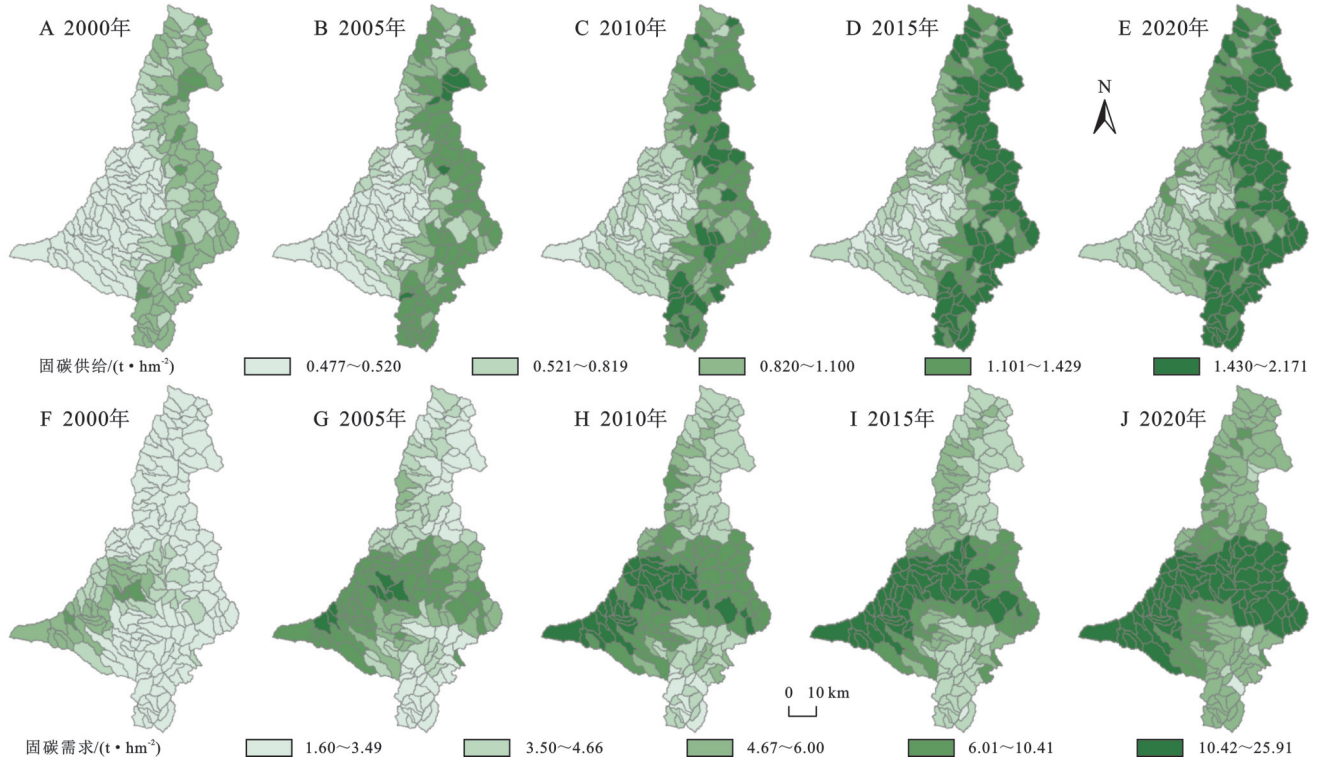 A 2000年
B 2005年
C 2010年
D 2015年
E 2020年
N
固碳供给/(t·hm⁻²)
0.477～0.520
0.521～0.819
0.820～1.100
1.101～1.429
1.430～2.171
F 2000年
G 2005年
H 2010年
I 2015年
J 2020年
0 10 km
固碳需求/(t·hm⁻²)
1.60～3.49
3.50～4.66
4.67～6.00
6.01～10.41
10.42～25.91